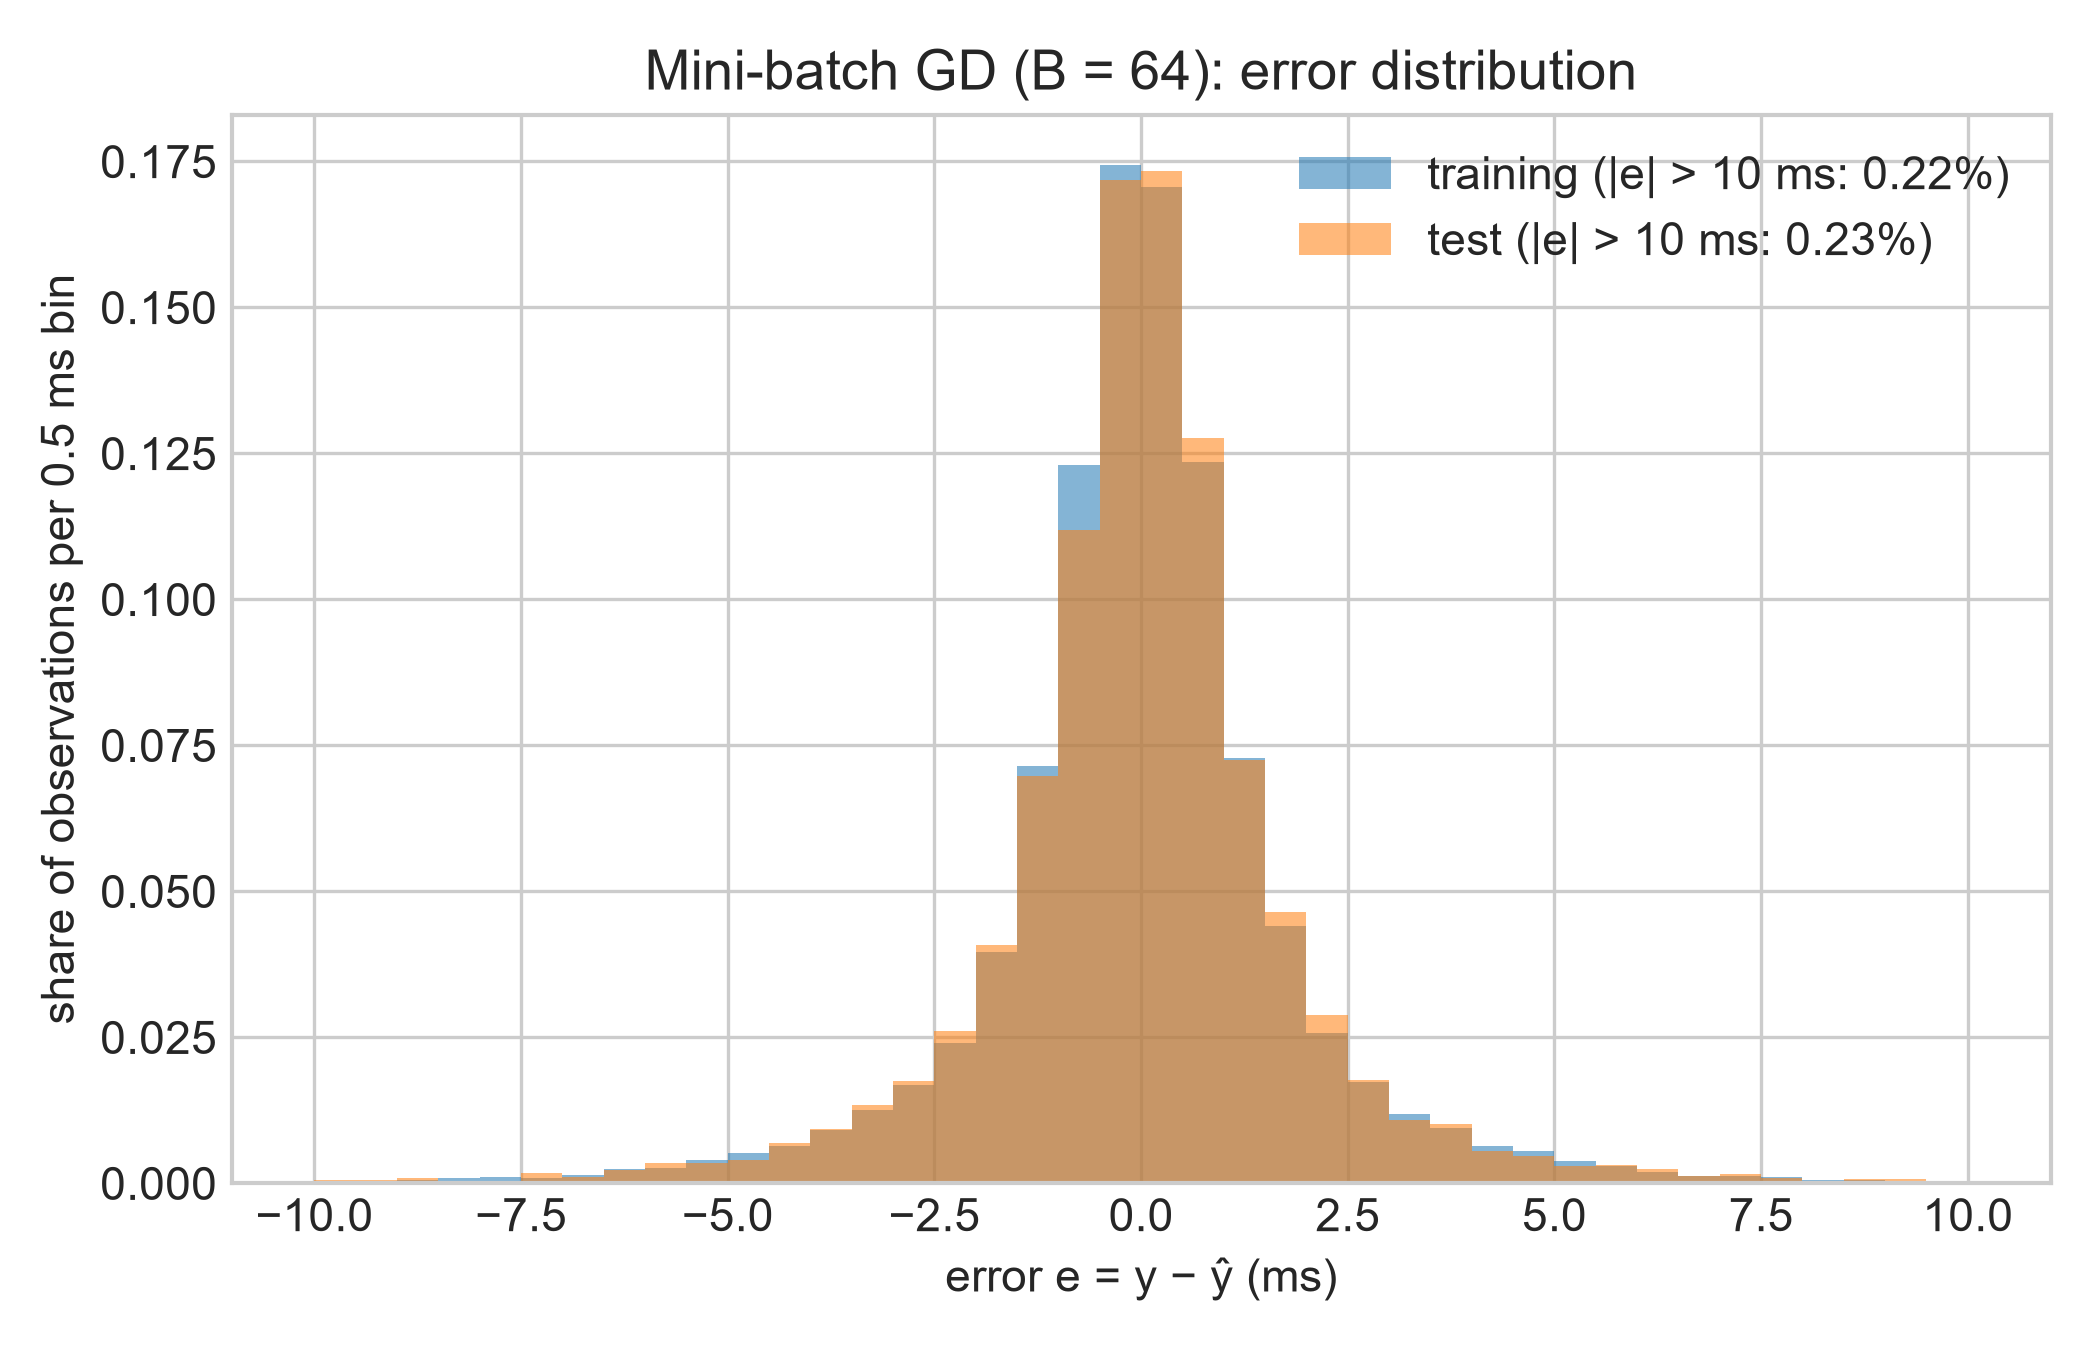 Mini-batch GD (B = 64): error distribution
training (|e| > 10 ms: 0.22%)
test (|e| > 10 ms: 0.23%)
share of observations per 0.5 ms bin
0.175
0.150
0.125
0.100
0.075
0.050
0.025
0.000
−10.0 −7.5 −5.0 −2.5 0.0 2.5 5.0 7.5 10.0
error e = y − ŷ (ms)